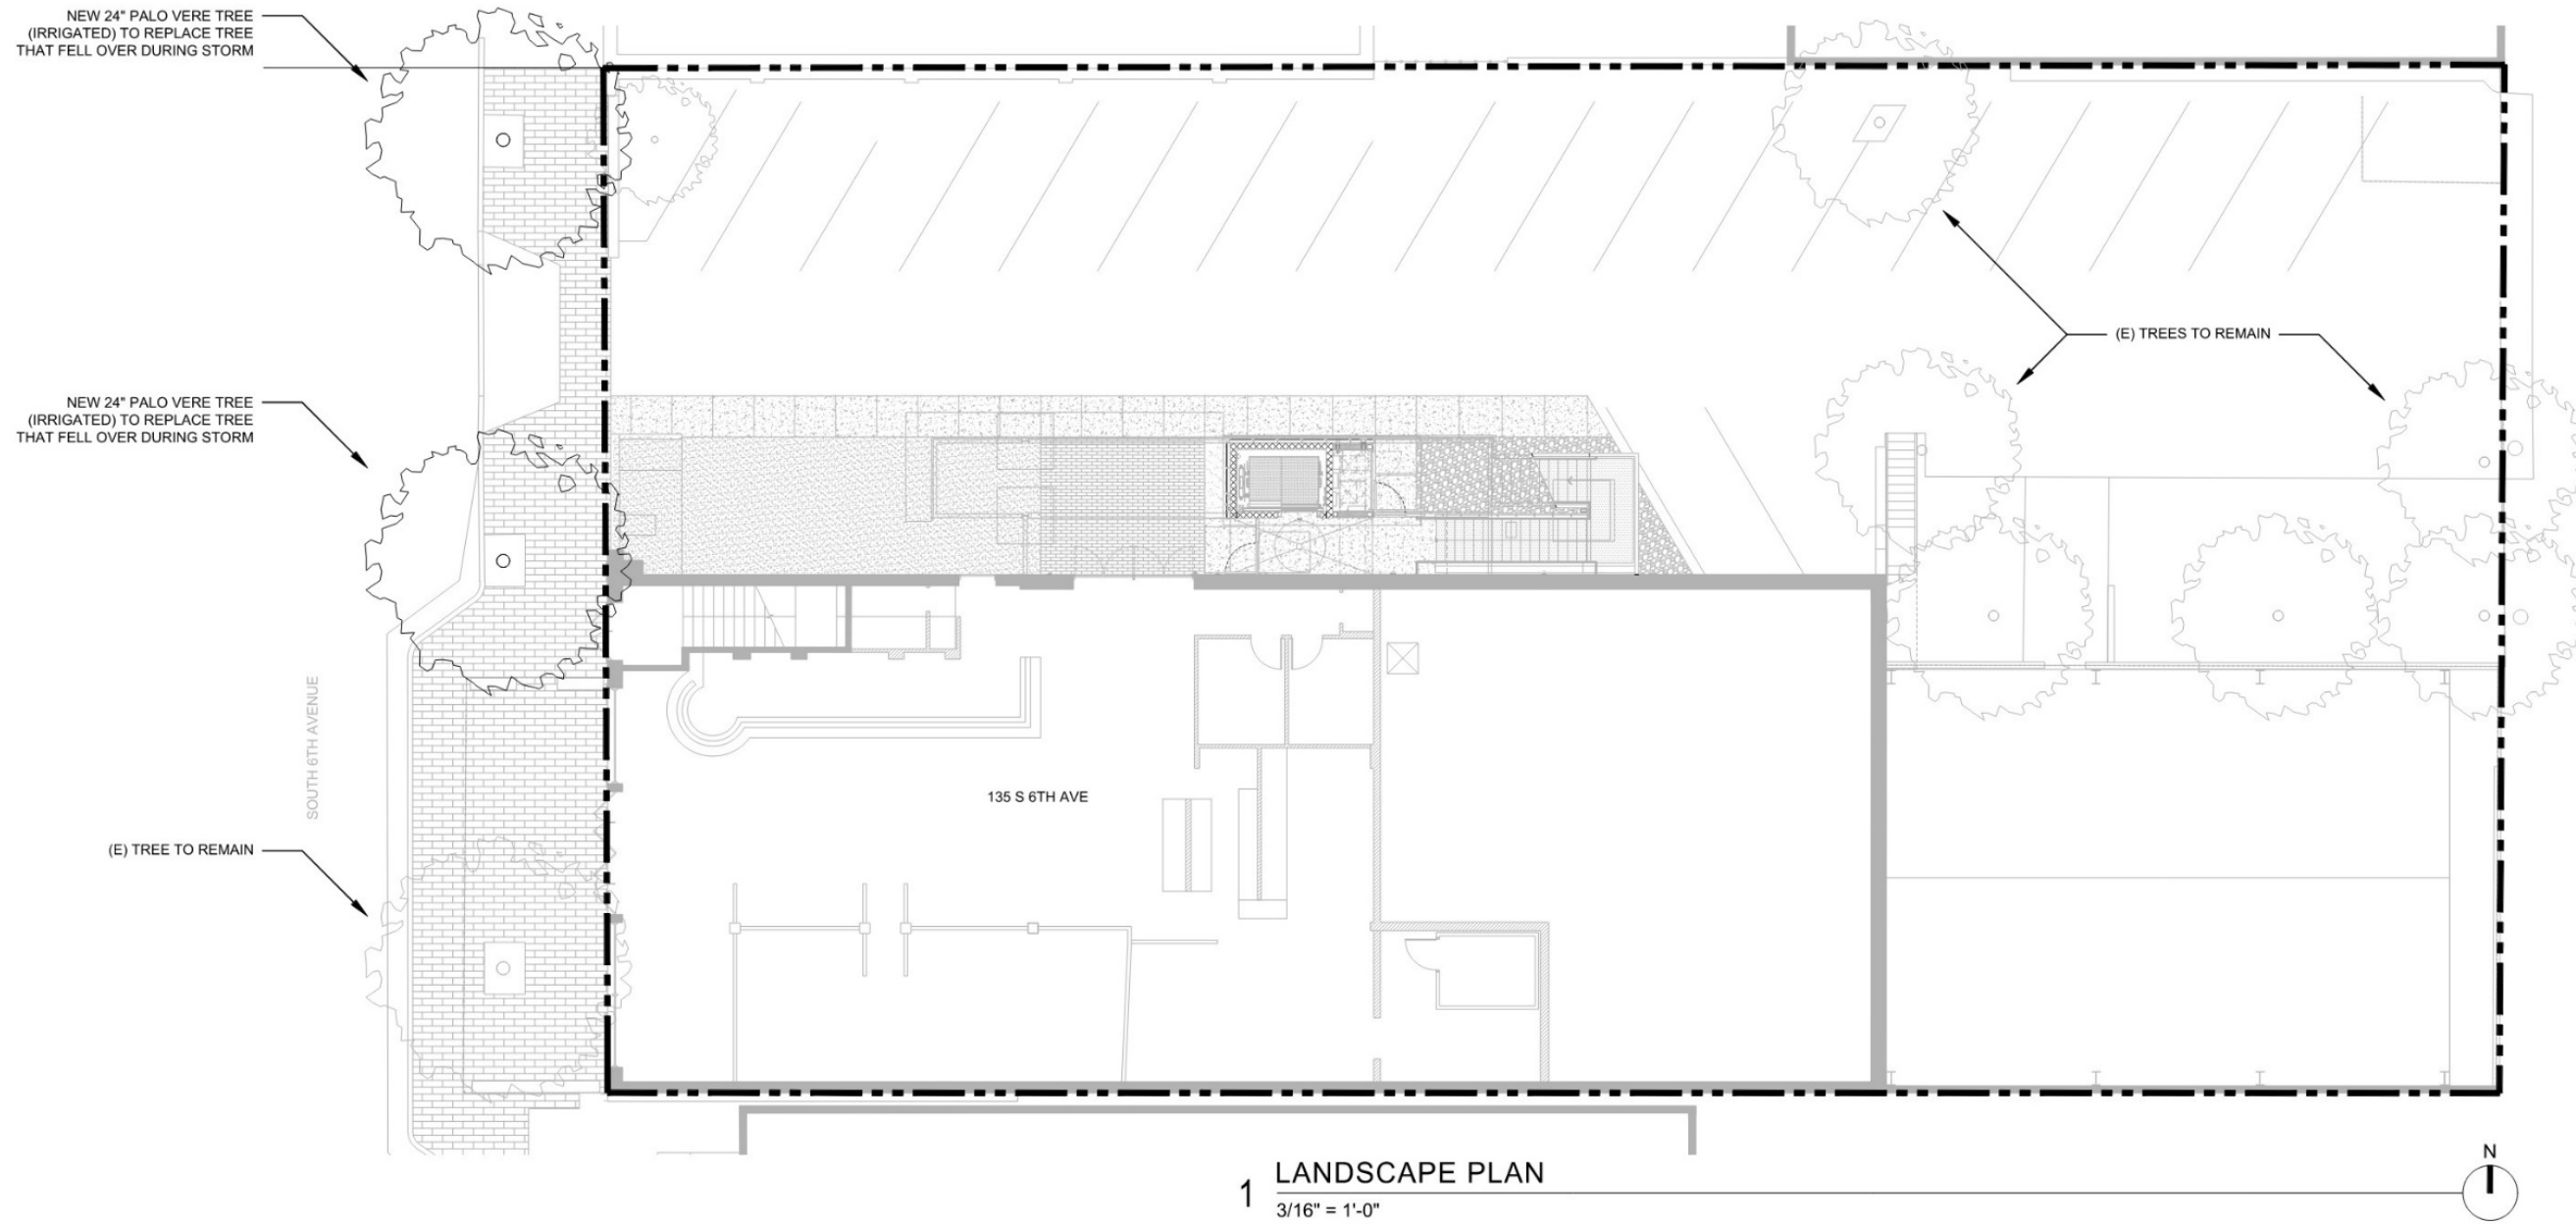 NEW 24" PALO VERE TREE
(IRRIGATED) TO REPLACE TREE
THAT FELL OVER DURING STORM
(E) TREES TO REMAIN
NEW 24" PALO VERE TREE
(IRRIGATED) TO REPLACE TREE
THAT FELL OVER DURING STORM
SOUTH 6TH AVENUE
135 S 6TH AVE
(E) TREE TO REMAIN
N
1 LANDSCAPE PLAN
3/16" = 1'-0"